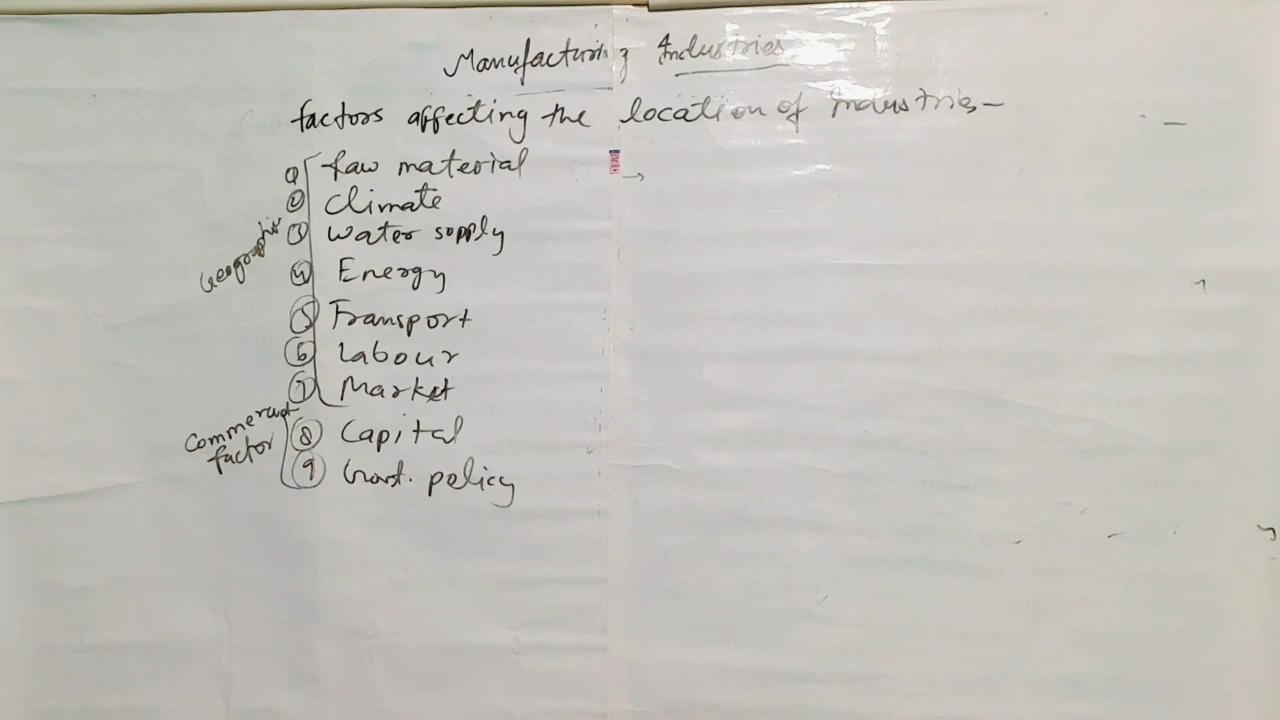 Manufacturing Industries
factors affecting the location of industries-
① Raw material
② Climate
③ Water supply
Geographic
④ Energy
⑤ Transport
⑥ Labour
⑦ Market
Commercial
factor
⑧ Capital
⑨ Govt. policy